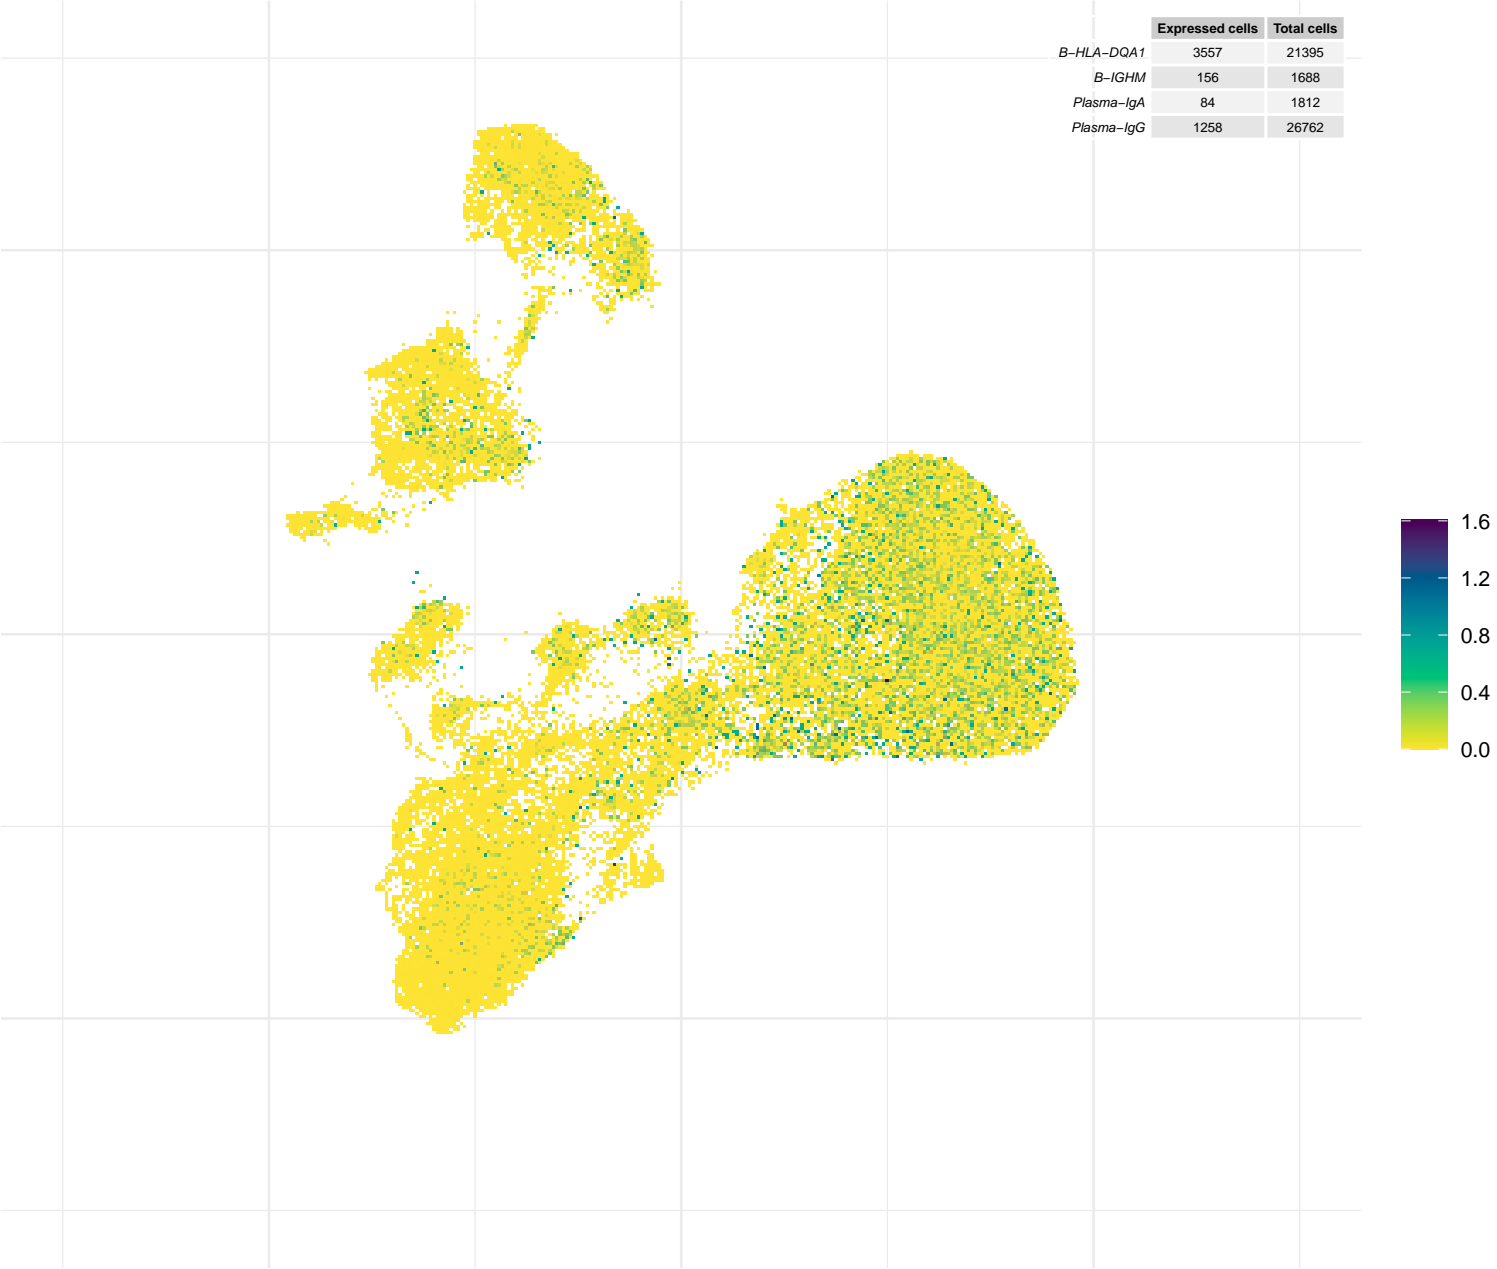 Expressed cells Total cells
B−HLA−DQA1 3557 21395
B−IGHM 156 1688
Plasma−IgA 84 1812
Plasma−IgG 1258 26762
1.6
1.2
0.8
0.4
0.0